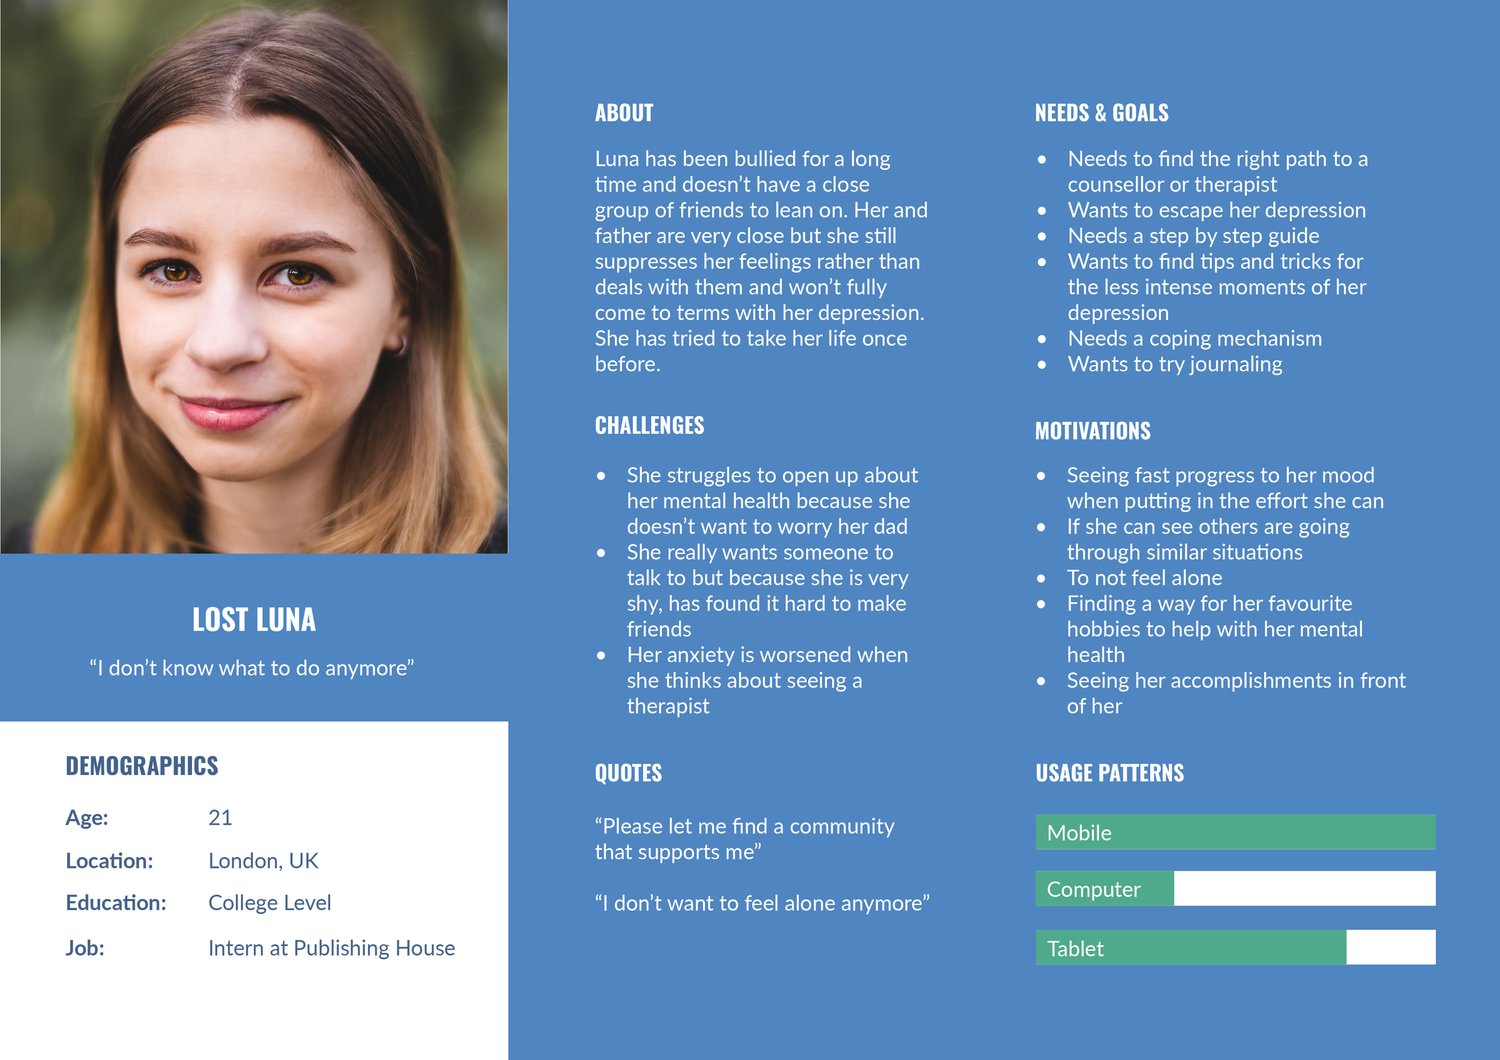 LOST LUNA
“I don’t know what to do anymore”
DEMOGRAPHICS
Age: 21
Location: London, UK
Education: College Level
Job: Intern at Publishing House
ABOUT
Luna has been bullied for a long
time and doesn’t have a close
group of friends to lean on. Her and
father are very close but she still
suppresses her feelings rather than
deals with them and won’t fully
come to terms with her depression.
She has tried to take her life once
before.
CHALLENGES
• She struggles to open up about
her mental health because she
doesn’t want to worry her dad
• She really wants someone to
talk to but because she is very
shy, has found it hard to make
friends
• Her anxiety is worsened when
she thinks about seeing a
therapist
QUOTES
“Please let me find a community
that supports me”
“I don’t want to feel alone anymore”
NEEDS & GOALS
• Needs to find the right path to a
counsellor or therapist
• Wants to escape her depression
• Needs a step by step guide
• Wants to find tips and tricks for
the less intense moments of her
depression
• Needs a coping mechanism
• Wants to try journaling
MOTIVATIONS
• Seeing fast progress to her mood
when putting in the effort she can
• If she can see others are going
through similar situations
• To not feel alone
• Finding a way for her favourite
hobbies to help with her mental
health
• Seeing her accomplishments in front
of her
USAGE PATTERNS
Mobile
Computer
Tablet